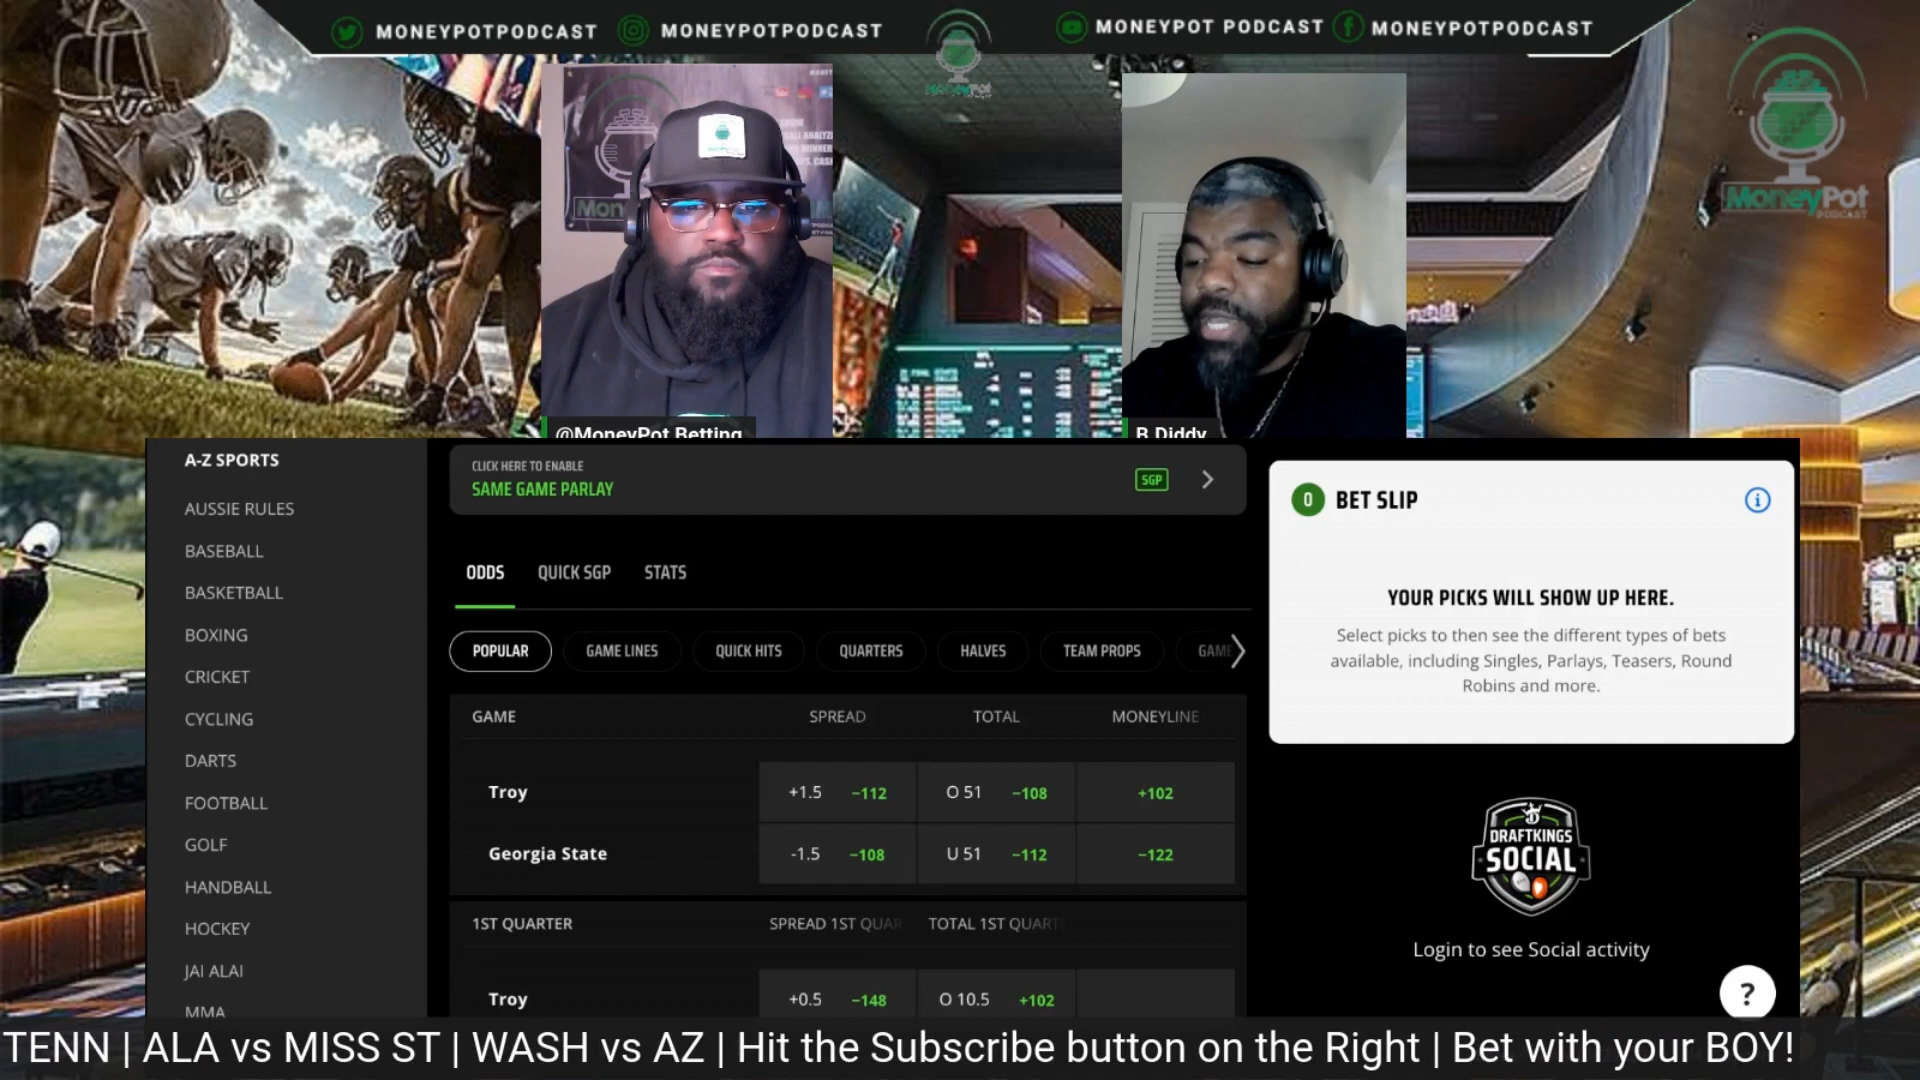 MONEYPOTPODCAST
MONEYPOTPODCAST
MONEYPOT PODCAST
MONEYPOTPODCAST
MoneyPot
MoneyPot
PODCAST
@MoneyPot Betting
B Diddy
A-Z SPORTS
AUSSIE RULES
BASEBALL
BASKETBALL
BOXING
CRICKET
CYCLING
DARTS
FOOTBALL
GOLF
HANDBALL
HOCKEY
JAI ALAI
MMA
CLICK HERE TO ENABLE
SAME GAME PARLAY
SGP
ODDS QUICK SGP STATS
POPULAR GAME LINES QUICK HITS QUARTERS HALVES TEAM PROPS GAME
GAME SPREAD TOTAL MONEYLINE
Troy +1.5 −112 O 51 −108 +102
Georgia State -1.5 −108 U 51 −112 −122
1ST QUARTER SPREAD 1ST QUAR TOTAL 1ST QUART
Troy +0.5 −148 O 10.5 +102
0 BET SLIP
YOUR PICKS WILL SHOW UP HERE.
Select picks to then see the different types of bets
available, including Singles, Parlays, Teasers, Round
Robins and more.
DRAFTKINGS
SOCIAL
Login to see Social activity
?
TENN | ALA vs MISS ST | WASH vs AZ | Hit the Subscribe button on the Right | Bet with your BOY!